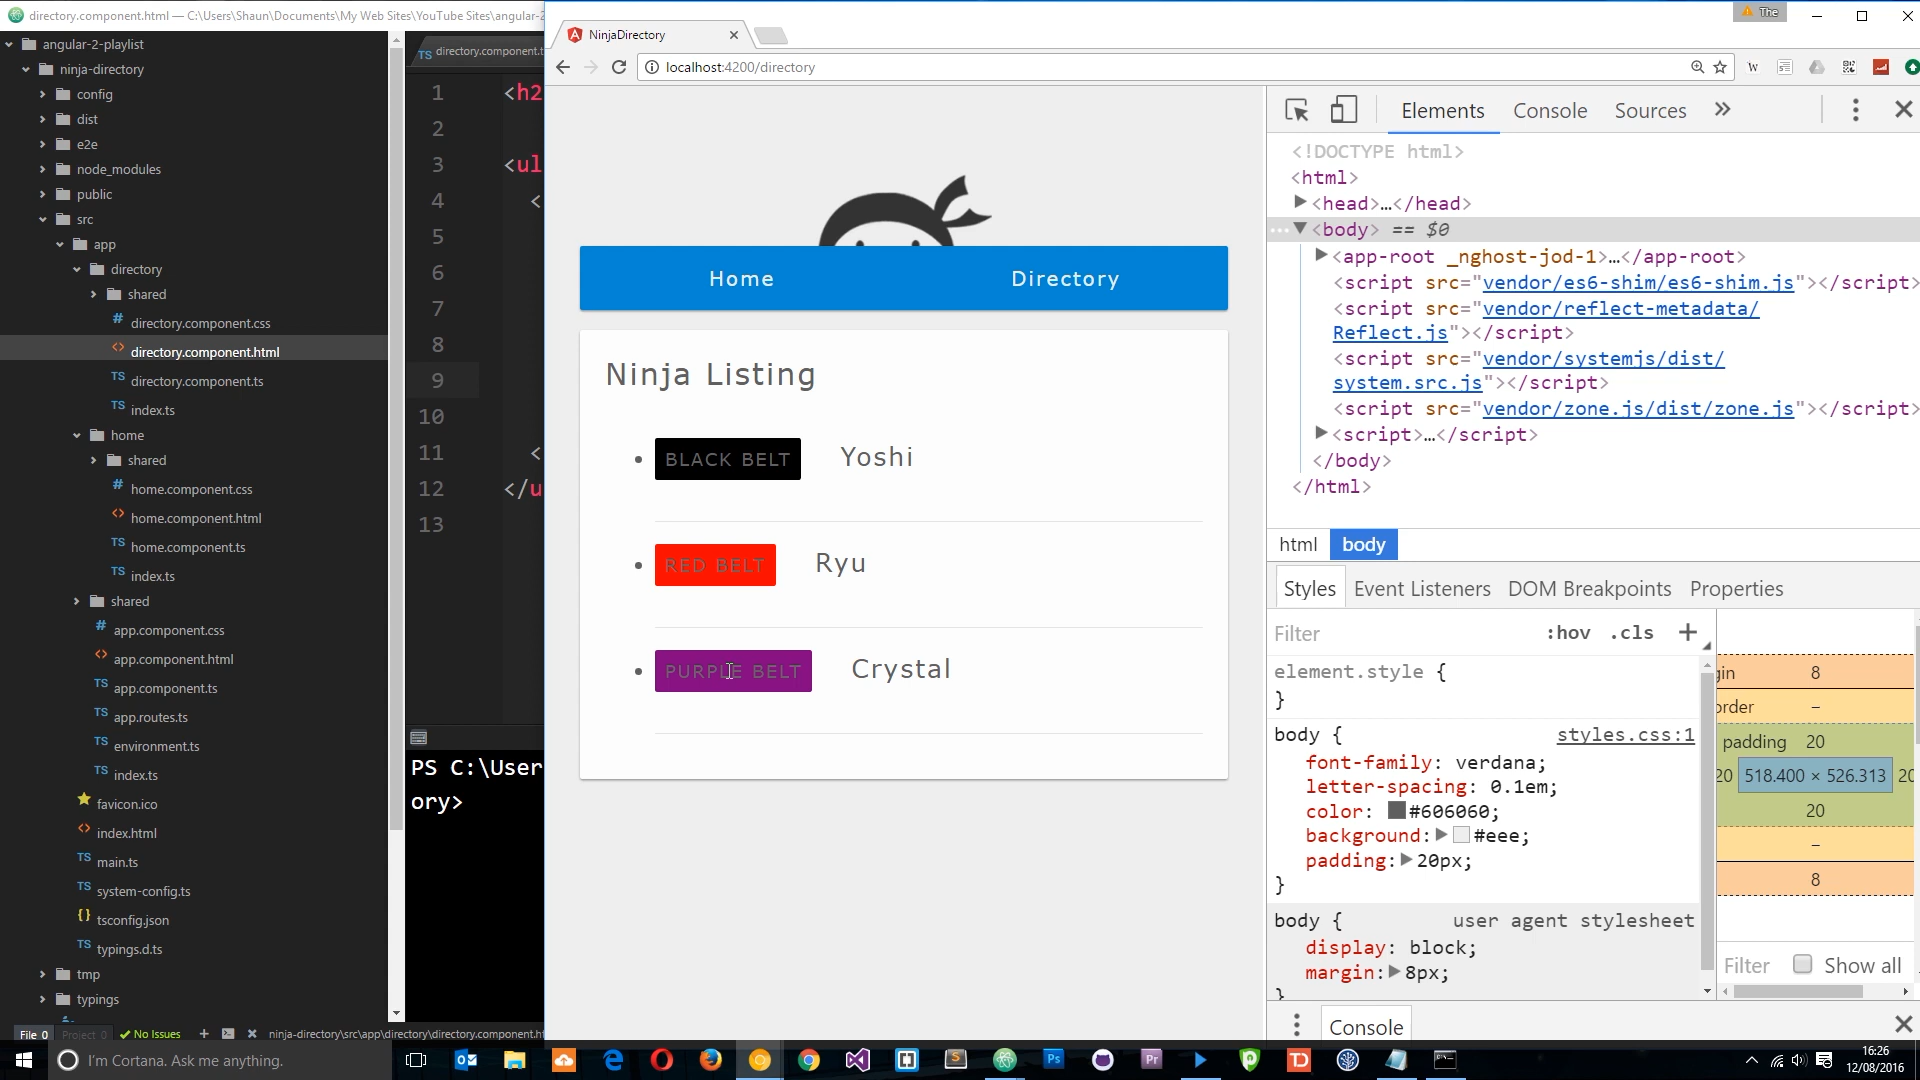 directory.component.html — C:\Users\Shaun\Documents\My Web Sites\YouTube Sites\angular-2
angular-2-playlist
ninja-directory
config
dist
e2e
node_modules
public
src
app
directory
shared
directory.component.css
directory.component.html
directory.component.ts
index.ts
home
shared
home.component.css
home.component.html
home.component.ts
index.ts
shared
app.component.css
app.component.html
app.component.ts
app.routes.ts
environment.ts
index.ts
favicon.ico
index.html
main.ts
system-config.ts
tsconfig.json
typings.d.ts
tmp
typings
File 0 Project 0 No Issues ninja-directory\src\app\directory\directory.component.ht
directory.component.t
1 <h2
2
3 <ul
4 <
5
6
7
8
9
10
11 <
12 </u
13
PS C:\User
ory>
The
NinjaDirectory
localhost:4200/directory
Home Directory
Ninja Listing
BLACK BELT Yoshi
RED BELT Ryu
PURPLE BELT Crystal
Elements Console Sources
<!DOCTYPE html>
<html>
<head>…</head>
<body> == $0
<app-root _nghost-jod-1>…</app-root>
<script src="vendor/es6-shim/es6-shim.js"></script>
<script src="vendor/reflect-metadata/
Reflect.js"></script>
<script src="vendor/systemjs/dist/
system.src.js"></script>
<script src="vendor/zone.js/dist/zone.js"></script>
<script>…</script>
</body>
</html>
html body
Styles Event Listeners DOM Breakpoints Properties
Filter :hov .cls +
element.style {
}
body { styles.css:1
font-family: verdana;
letter-spacing: 0.1em;
color: #606060;
background: #eee;
padding: 20px;
}
body { user agent stylesheet
display: block;
margin: 8px;
}
gin 8
order –
padding 20
20 518.400 × 526.313 20
20
–
8
Filter Show all
Console
I'm Cortana. Ask me anything.
16:26
12/08/2016